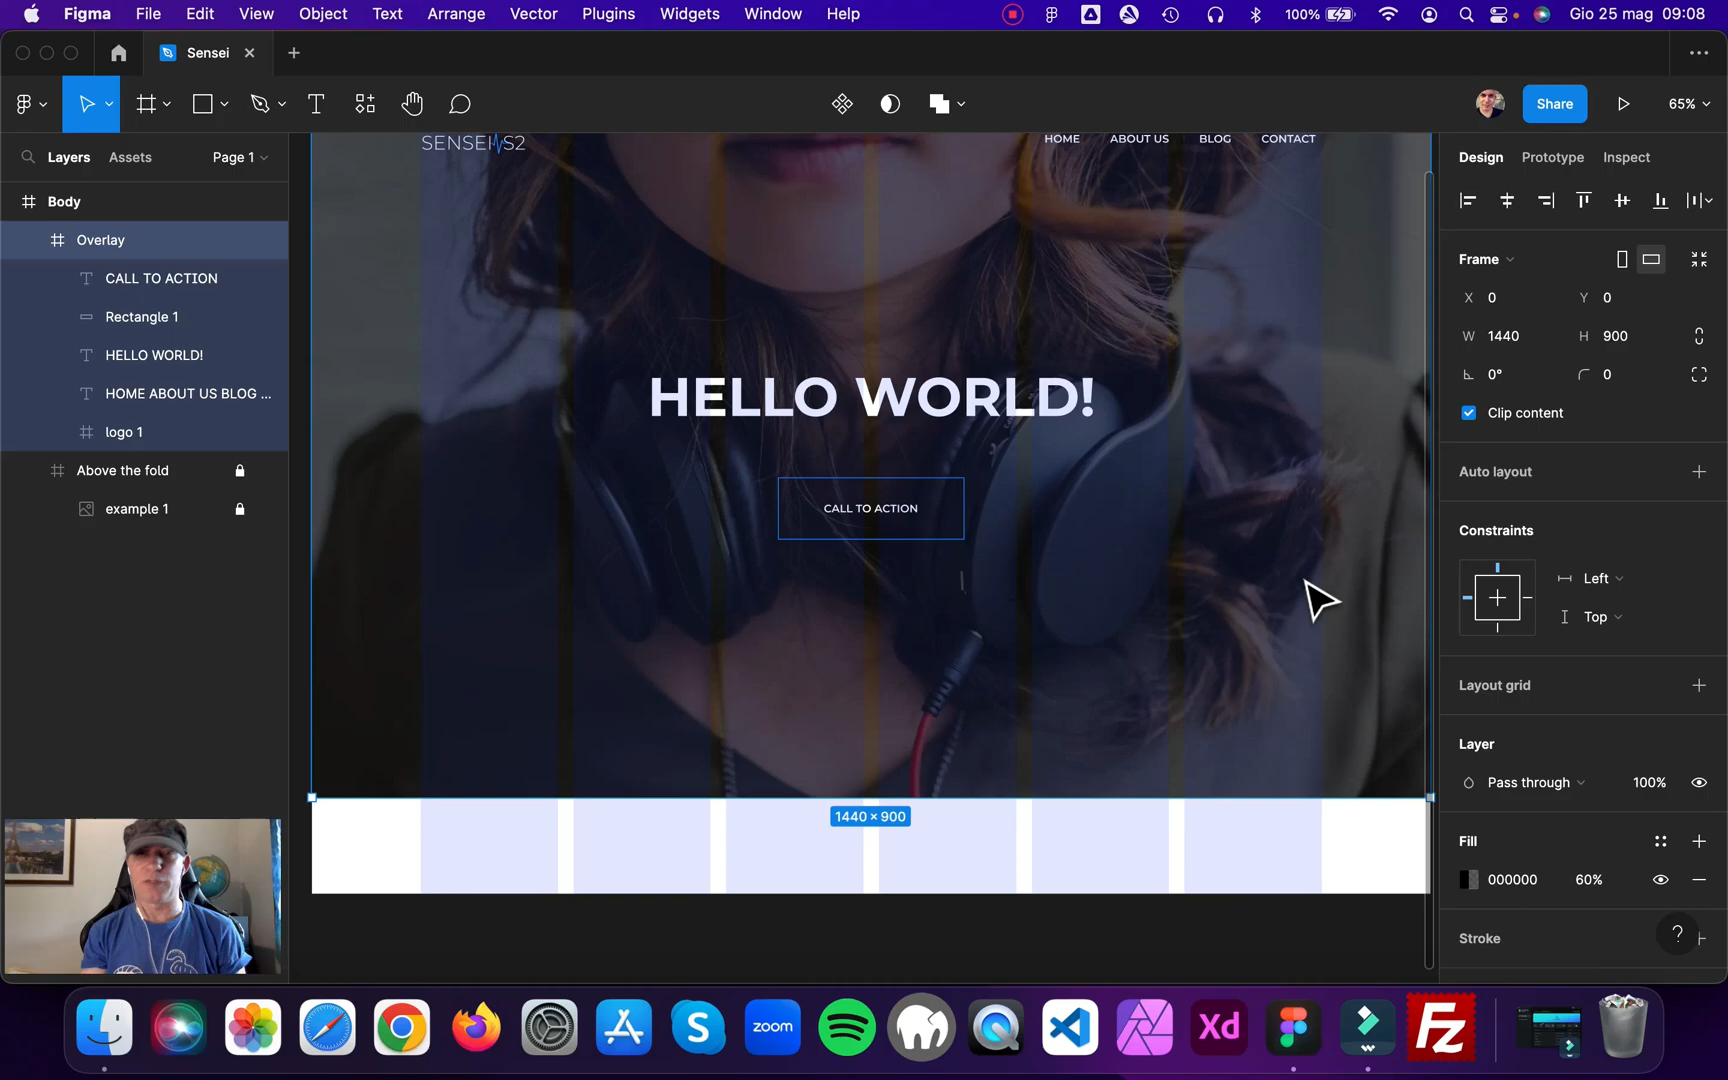 Figma File Edit View Object Text Arrange Vector Plugins Widgets Window Help 100% Gio 25 mag 09:08
Sensei
Share 65%
Layers Assets Page 1
Body
Overlay
CALL TO ACTION
Rectangle 1
HELLO WORLD!
HOME ABOUT US BLOG ...
logo 1
Above the fold
example 1
SENSEI S2 HOME ABOUT US BLOG CONTACT
HELLO WORLD!
CALL TO ACTION
1440 × 900
Design Prototype Inspect
Frame
X 0 Y 0
W 1440 H 900
0° 0
Clip content
Auto layout
Constraints
Left
Top
Layout grid
Layer
Pass through 100%
Fill
000000 60%
Stroke
?
zoom Xd Fz